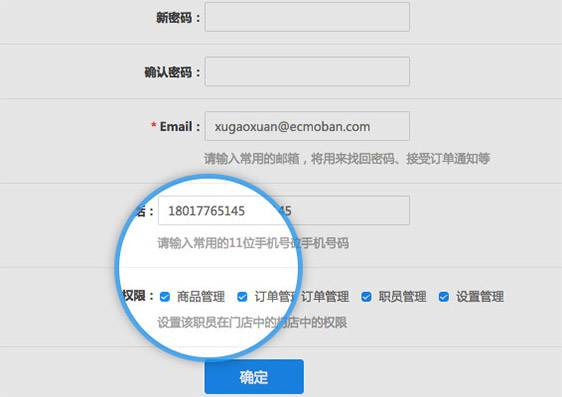 新密码：
确认密码：
* Email： xugaoxuan@ecmoban.com
请输入常用的邮箱，将用来找回密码、接受订单通知等
话： 18017765145 45
请输入常用的11位手机号位手机号码
权限： 商品管理 订单管 订单管理 职员管理 设置管理
设置该职员在门店中的 店中的权限
确定